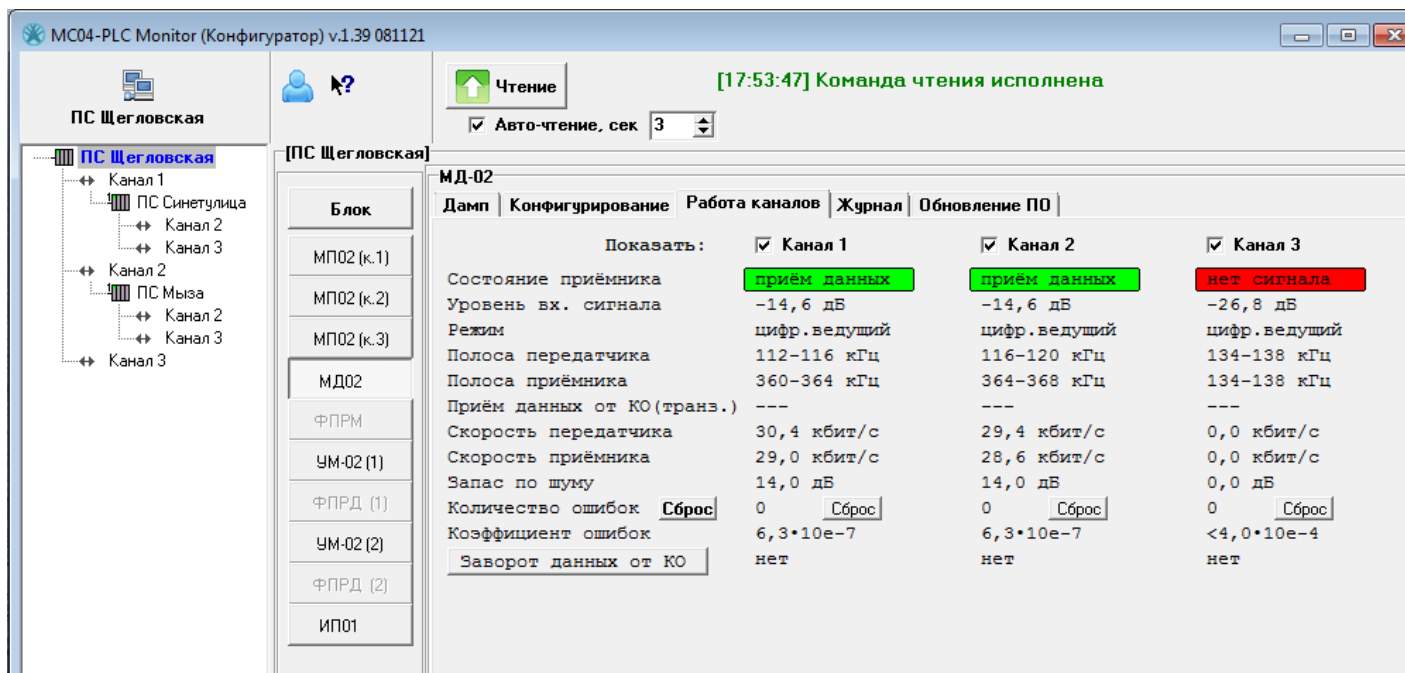 MC04-PLC Monitor (Конфигуратор) v.1.39 081121
ПС Щегловская
?
Чтение
[17:53:47] Команда чтения исполнена
Авто-чтение, сек 3
ПС Щегловская
Канал 1
1 ПС Синетулица
Канал 2
Канал 3
Канал 2
1 ПС Мыза
Канал 2
Канал 3
Канал 3
[ПС Щегловская]
Блок
МП02 (к.1)
МП02 (к.2)
МП02 (к.3)
МД02
ФПРМ
УМ-02 (1)
ФПРД (1)
УМ-02 (2)
ФПРД (2)
ИП01
МД-02
Дамп Конфигурирование Работа каналов Журнал Обновление ПО
Показать: Канал 1 Канал 2 Канал 3
Состояние приёмника приём данных приём данных нет сигнала
Уровень вх. сигнала -14,6 дБ -14,6 дБ -26,8 дБ
Режим цифр.ведущий цифр.ведущий цифр.ведущий
Полоса передатчика 112-116 кГц 116-120 кГц 134-138 кГц
Полоса приёмника 360-364 кГц 364-368 кГц 134-138 кГц
Приём данных от КО(транз.) --- --- ---
Скорость передатчика 30,4 кбит/с 29,4 кбит/с 0,0 кбит/с
Скорость приёмника 29,0 кбит/с 28,6 кбит/с 0,0 кбит/с
Запас по шуму 14,0 дБ 14,0 дБ 0,0 дБ
Количество ошибок Сброс 0 Сброс 0 Сброс 0 Сброс
Коэффициент ошибок 6,3•10e-7 6,3•10e-7 <4,0•10e-4
Заворот данных от КО нет нет нет